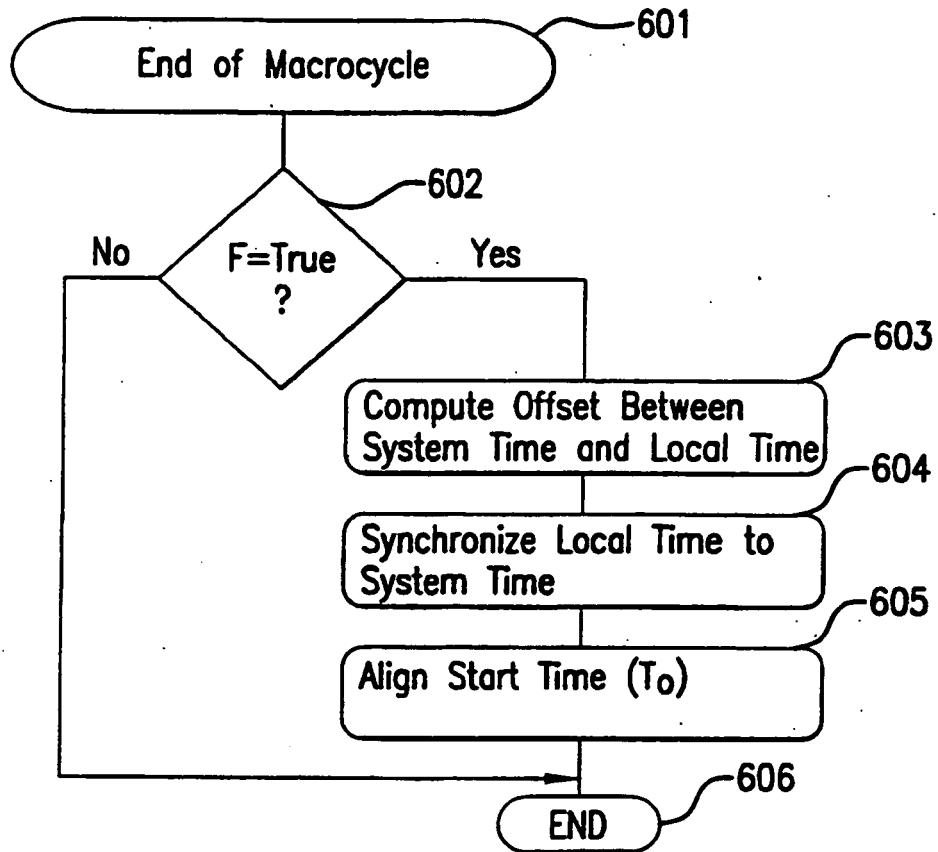 601
End of Macrocycle
602
No
F=True
?
Yes
603
Compute Offset Between
System Time and Local Time
604
Synchronize Local Time to
System Time
605
Align Start Time (T₀)
606
END